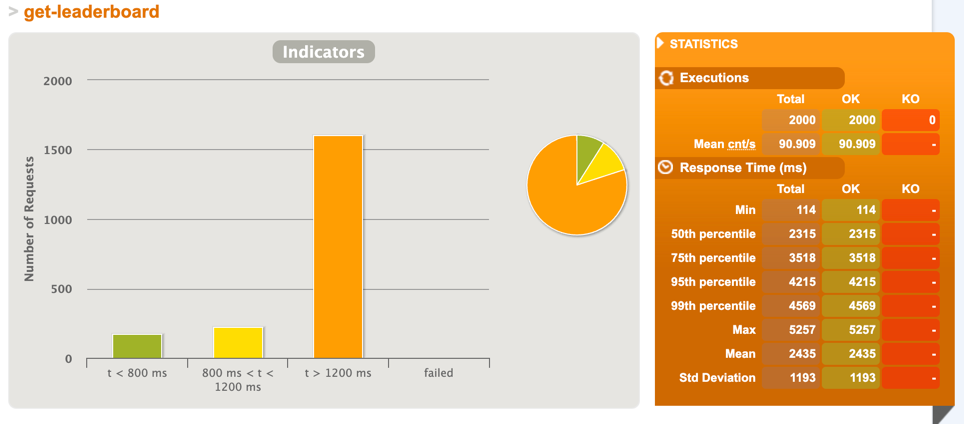 > get-leaderboard
Indicators
Number of Requests
2000
1500
1000
500
0
t < 800 ms
800 ms < t <
1200 ms
t > 1200 ms
failed
STATISTICS
Executions
Total OK KO
2000 2000 0
Mean cnt/s 90.909 90.909 -
Response Time (ms)
Total OK KO
Min 114 114 -
50th percentile 2315 2315 -
75th percentile 3518 3518 -
95th percentile 4215 4215 -
99th percentile 4569 4569 -
Max 5257 5257 -
Mean 2435 2435 -
Std Deviation 1193 1193 -